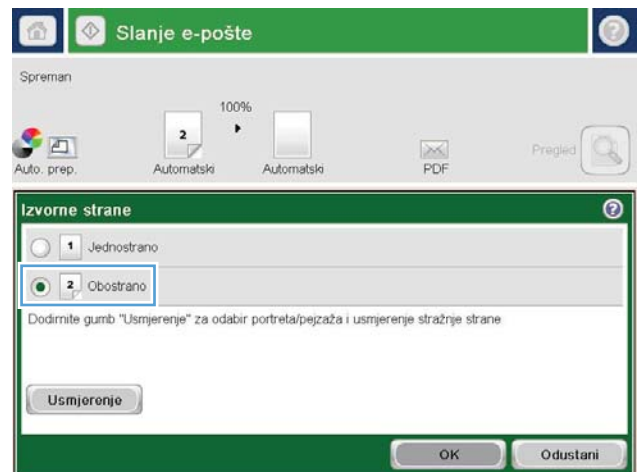 Slanje e-pošte
Spreman
100%
2
Auto. prep.
Automatski
Automatski
PDF
Pregled
Izvorne strane
1 Jednostrano
2 Obostrano
Dodirnite gumb "Usmjerenje" za odabir portreta/pejzaža i usmjerenje stražnje strane
Usmjerenje
OK
Odustani